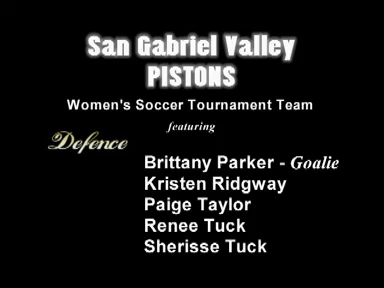 San Gabriel Valley
PISTONS
Women's Soccer Tournament Team
featuring
Defence
Brittany Parker - Goalie
Kristen Ridgway
Paige Taylor
Renee Tuck
Sherisse Tuck